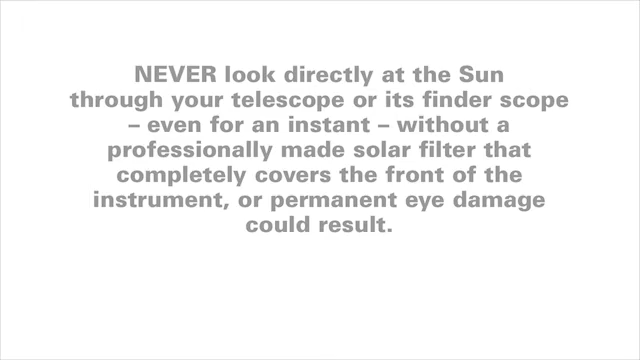 NEVER look directly at the Sun
through your telescope or its finder scope
– even for an instant – without a
professionally made solar filter that
completely covers the front of the
instrument, or permanent eye damage
could result.